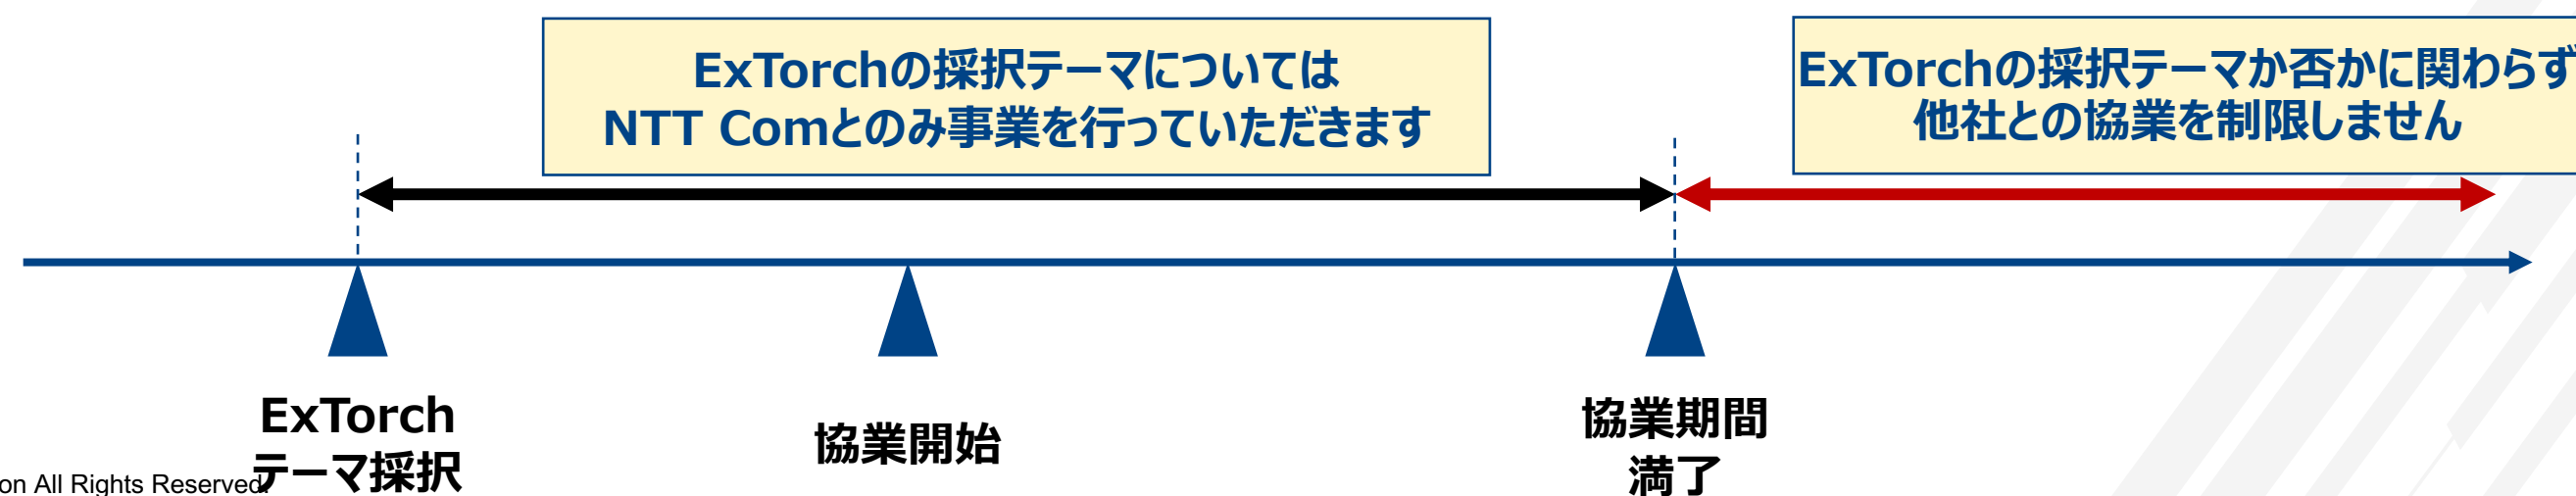 ExTorchの採択テーマについては
NTT Comとのみ事業を行っていただきます
ExTorchの採択テーマか否かに関わらず
他社との協業を制限しません
ExTorch
テーマ採択
協業開始
協業期間
満了
on All Rights Reserved.